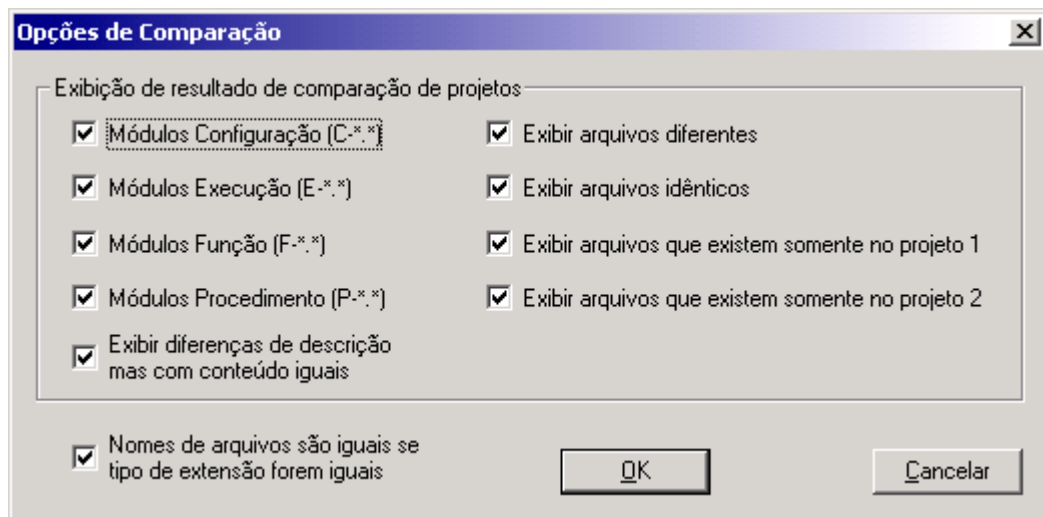 Opções de Comparação
Exibição de resultado de comparação de projetos
Módulos Configuração (C-*.*)
Exibir arquivos diferentes
Módulos Execução (E-*.*)
Exibir arquivos idênticos
Módulos Função (F-*.*)
Exibir arquivos que existem somente no projeto 1
Módulos Procedimento (P-*.*)
Exibir arquivos que existem somente no projeto 2
Exibir diferenças de descrição
mas com conteúdo iguais
Nomes de arquivos são iguais se
tipo de extensão forem iguais
OK
Cancelar